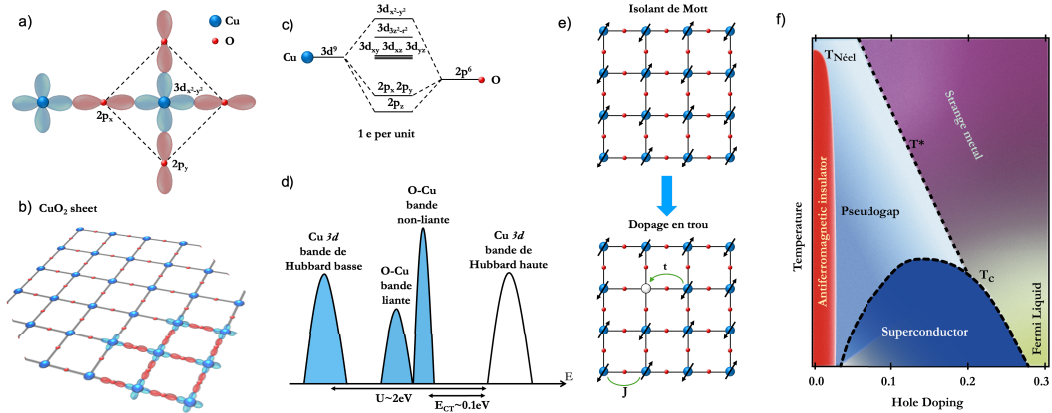 a)
Cu
O
3dx²-y²
2px
2py
b) CuO2 sheet
c)
3dx²-y²
3d3z²-r²
3dxy 3dxz 3dyz
Cu 3d⁹
2p⁶ O
2px 2py
2pz
1 e per unit
d)
O-Cu
bande
non-liante
Cu 3d
bande de
Hubbard basse
O-Cu
bande
liante
Cu 3d
bande de
Hubbard haute
E
U~2eV
ECT~0.1eV
e)
Isolant de Mott
Dopage en trou
t
J
f)
TNéel
Strange metal
T*
Pseudogap
Temperature
Antiferromagnetic insulator
Tc
Superconductor
Fermi Liquid
0.0 0.1 0.2 0.3
Hole Doping